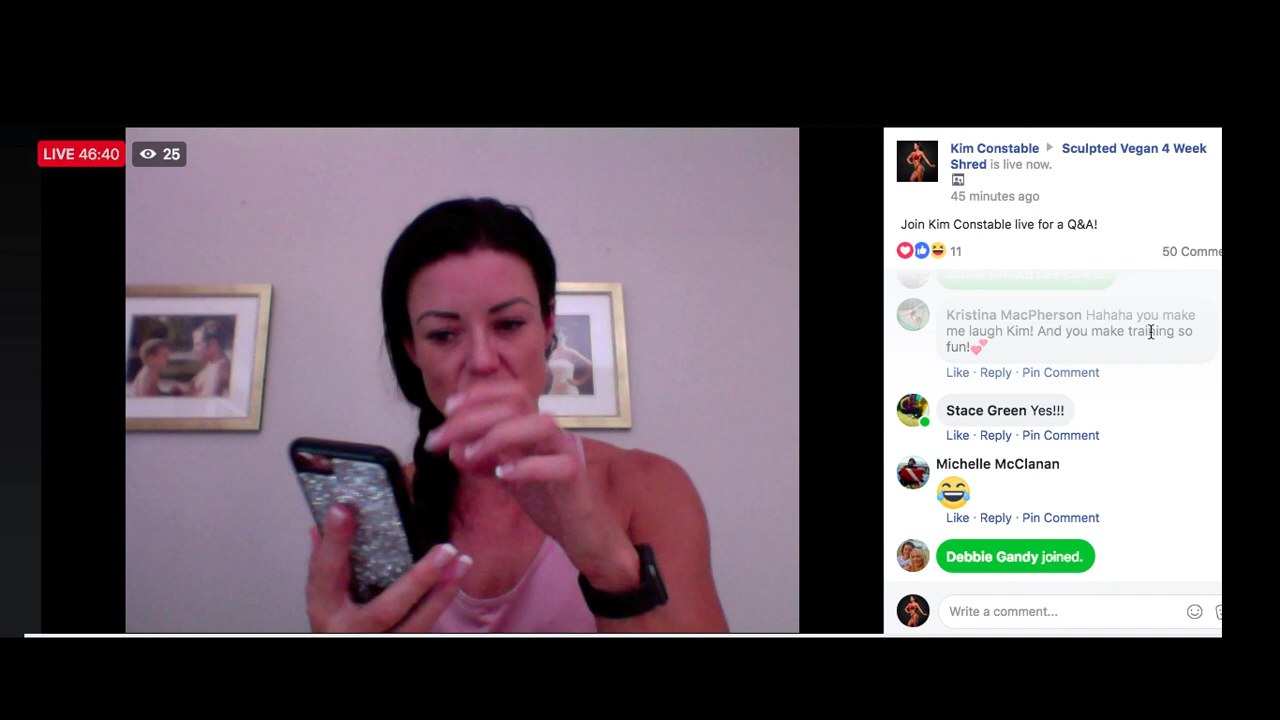 LIVE 46:40
25
Kim Constable Sculpted Vegan 4 Week
Shred is live now.
45 minutes ago
Join Kim Constable live for a Q&A!
11
50 Comme
joined.
Kristina MacPherson Hahaha you make
me laugh Kim! And you make training so
fun!💕
Like · Reply · Pin Comment
Stace Green Yes!!!
Like · Reply · Pin Comment
Michelle McClanan
😂
Like · Reply · Pin Comment
Debbie Gandy joined.
Write a comment...